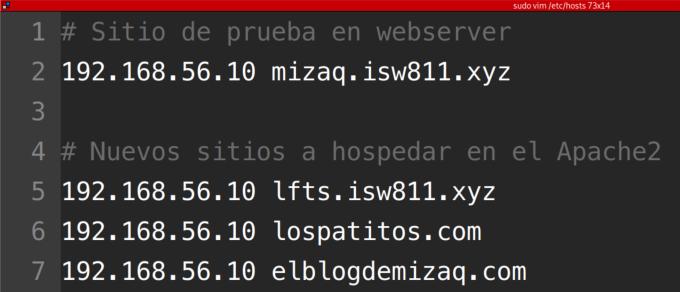 sudo vim /etc/hosts 73x14
1 # Sitio de prueba en webserver
2 192.168.56.10 mizaq.isw811.xyz
3
4 # Nuevos sitios a hospedar en el Apache2
5 192.168.56.10 lfts.isw811.xyz
6 192.168.56.10 lospatitos.com
7 192.168.56.10 elblogdemizaq.com